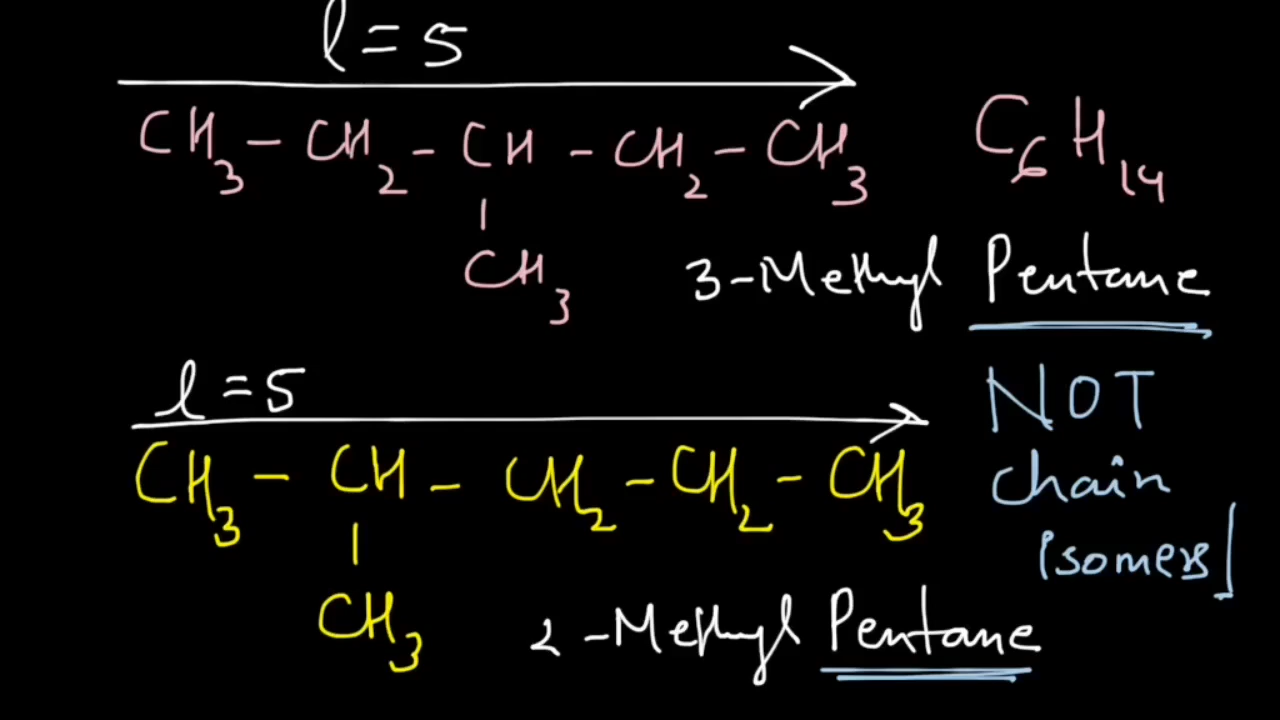 l = 5
CH₃ – CH₂ – CH – CH₂ – CH₃ C₆H₁₄
|
CH₃
3-Methyl Pentane
l = 5
NOT
CH₃ – CH – CH₂ – CH₂ – CH₃
chain
|
isomers]
CH₃
2-Methyl Pentane